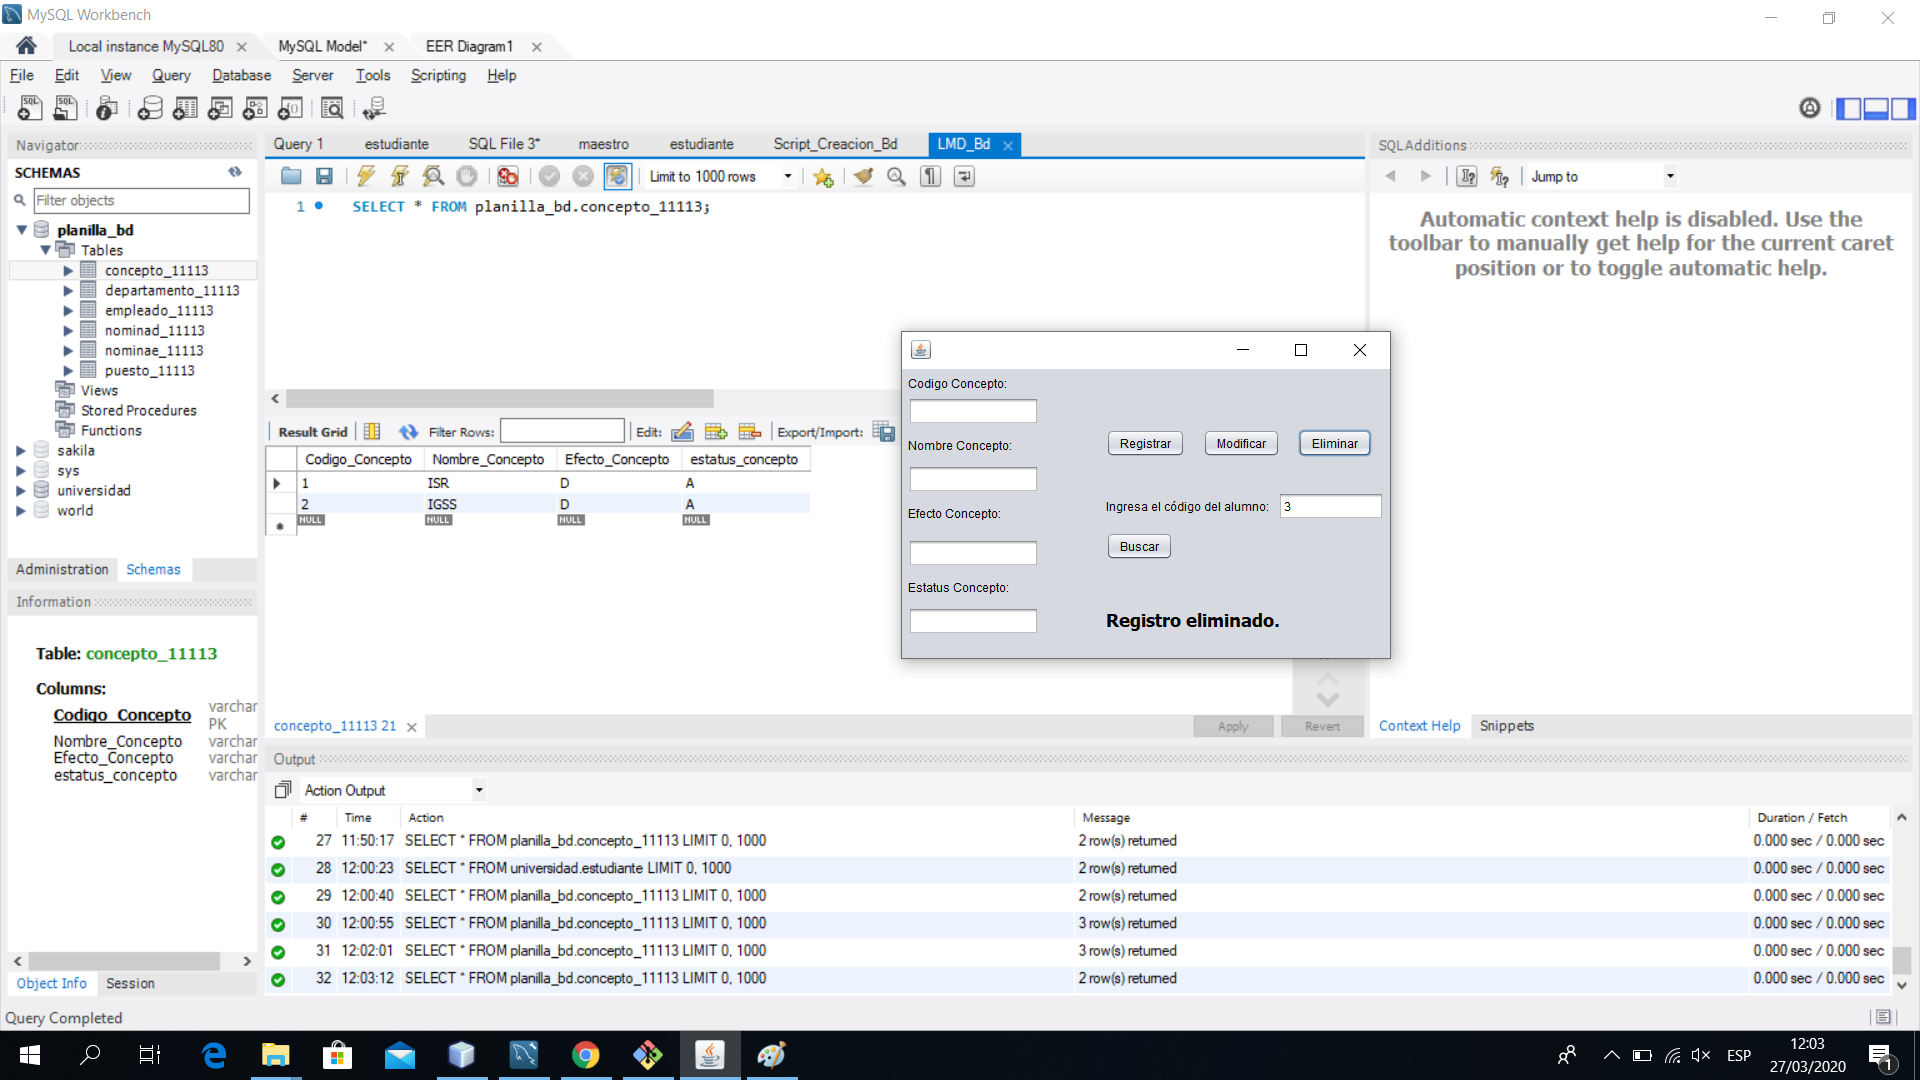 MySQL Workbench
Local instance MySQL80
MySQL Model*
EER Diagram1
File Edit View Query Database Server Tools Scripting Help
Navigator
SCHEMAS
Filter objects
planilla_bd
Tables
concepto_11113
departamento_11113
empleado_11113
nominad_11113
nominae_11113
puesto_11113
Views
Stored Procedures
Functions
sakila
sys
universidad
world
Administration Schemas
Information
Table: concepto_11113
Columns:
Codigo_Concepto varchar PK
Nombre_Concepto varchar
Efecto_Concepto varchar
estatus_concepto varchar
Object Info Session
Query Completed
Query 1 estudiante SQL File 3* maestro estudiante Script_Creacion_Bd LMD_Bd
Limit to 1000 rows
1 SELECT * FROM planilla_bd.concepto_11113;
Result Grid Filter Rows: Edit: Export/Import:
Codigo_Concepto Nombre_Concepto Efecto_Concepto estatus_concepto
1 ISR D A
2 IGSS D A
NULL NULL NULL NULL
concepto_11113 21
Apply Revert
Codigo Concepto:
Nombre Concepto:
Efecto Concepto:
Estatus Concepto:
Registrar Modificar Eliminar
Ingresa el código del alumno: 3
Buscar
Registro eliminado.
SQLAdditions
Jump to
Automatic context help is disabled. Use the
toolbar to manually get help for the current caret
position or to toggle automatic help.
Context Help Snippets
Output
Action Output
# Time Action Message Duration / Fetch
27 11:50:17 SELECT * FROM planilla_bd.concepto_11113 LIMIT 0, 1000 2 row(s) returned 0.000 sec / 0.000 sec
28 12:00:23 SELECT * FROM universidad.estudiante LIMIT 0, 1000 2 row(s) returned 0.000 sec / 0.000 sec
29 12:00:40 SELECT * FROM planilla_bd.concepto_11113 LIMIT 0, 1000 2 row(s) returned 0.000 sec / 0.000 sec
30 12:00:55 SELECT * FROM planilla_bd.concepto_11113 LIMIT 0, 1000 3 row(s) returned 0.000 sec / 0.000 sec
31 12:02:01 SELECT * FROM planilla_bd.concepto_11113 LIMIT 0, 1000 3 row(s) returned 0.000 sec / 0.000 sec
32 12:03:12 SELECT * FROM planilla_bd.concepto_11113 LIMIT 0, 1000 2 row(s) returned 0.000 sec / 0.000 sec
ESP
12:03
27/03/2020
1